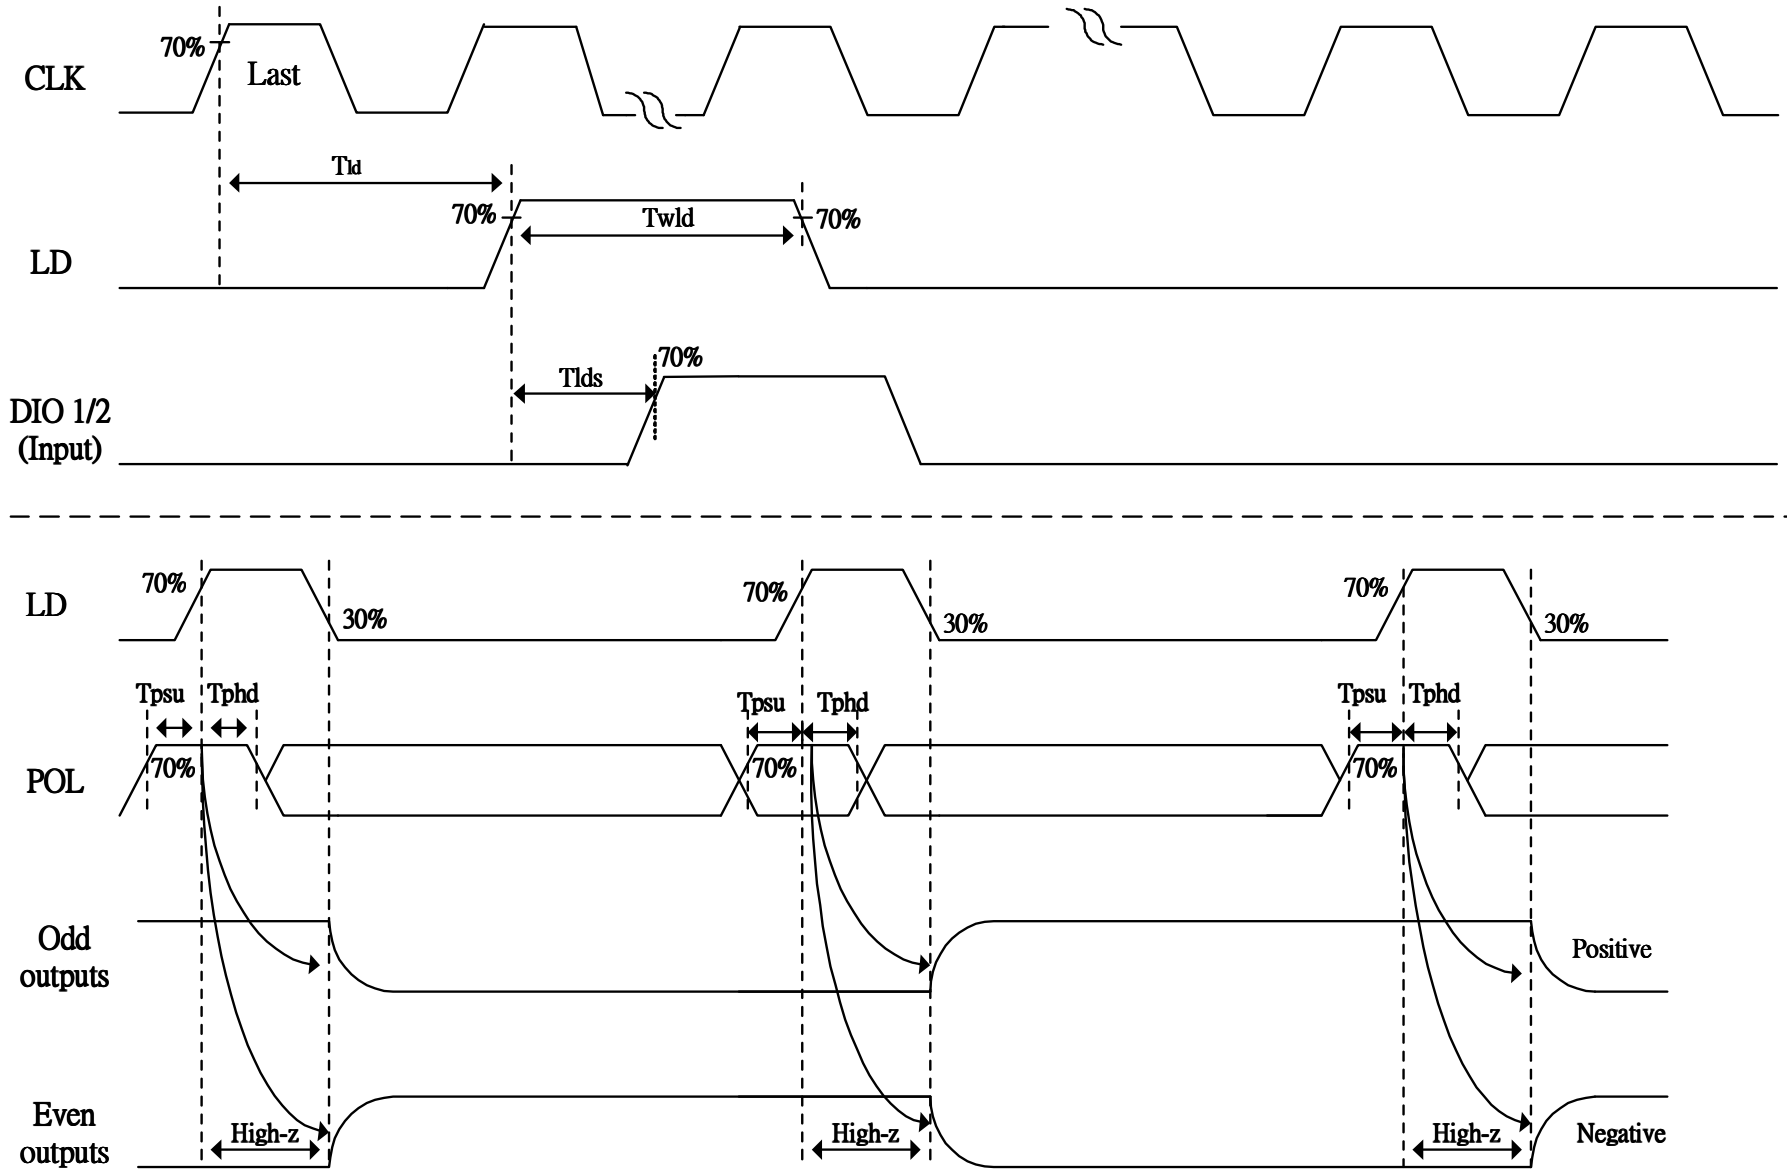 70%
CLK
Last
Tld
70%
Twld
70%
LD
70%
Tlds
DIO 1/2
(Input)
70%
70%
70%
LD
30%
30%
30%
Tpsu
Tphd
Tpsu
Tphd
Tpsu
Tphd
70%
70%
70%
POL
Odd
outputs
Positive
Even
outputs
High-z
High-z
High-z
Negative